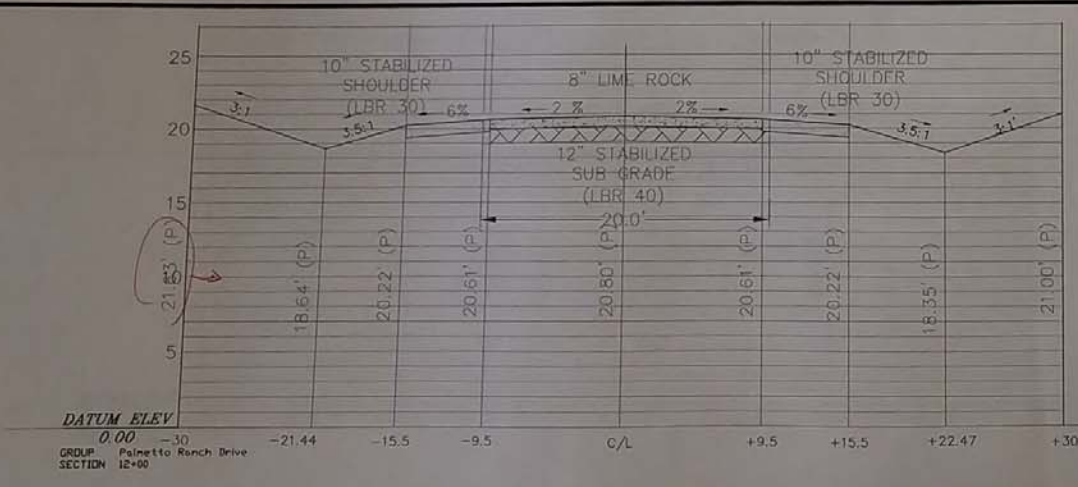 25
20
15
10
5
10" STABILIZED
SHOULDER
(LBR 30)
8" LIME ROCK
10" STABILIZED
SHOULDER
(LBR 30)
3:1
3.5:1
6%
2 %
2%
6%
3.5:1
3:1'
12" STABILIZED
SUB GRADE
(LBR 40)
20.0'
(P)
18.64' (P)
20.22' (P)
20.61' (P)
20.80' (P)
20.61' (P)
20.22' (P)
18.35' (P)
21.00' (P)
DATUM ELEV
0.00
-30
-21.44
-15.5
-9.5
C/L
+9.5
+15.5
+22.47
+30
GROUP Palmetto Ranch Drive
SECTION 12+00